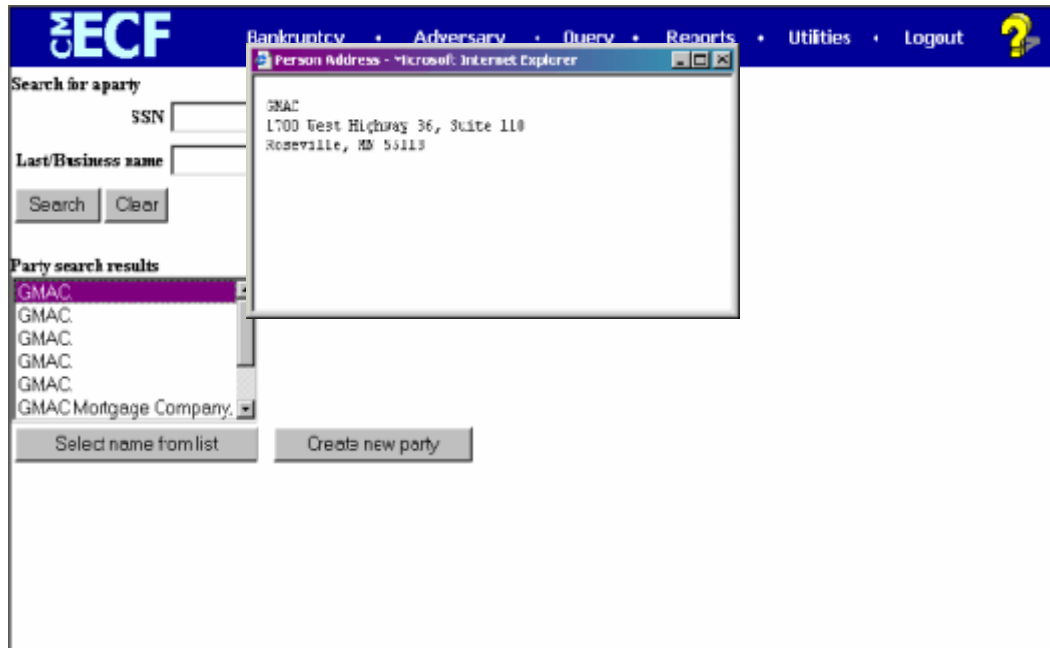 CM ECF
Bankruptcy • Adversary • Query • Reports • Utilities • Logout ?
Person Address - Microsoft Internet Explorer
Search for a party
SSN
GMAC
1700 West Highway 36, Suite 110
Roseville, MN 55113
Last/Business name
Search Clear
Party search results
GMAC.
GMAC.
GMAC.
GMAC.
GMAC.
GMAC Mortgage Company,
Select name from list Create new party